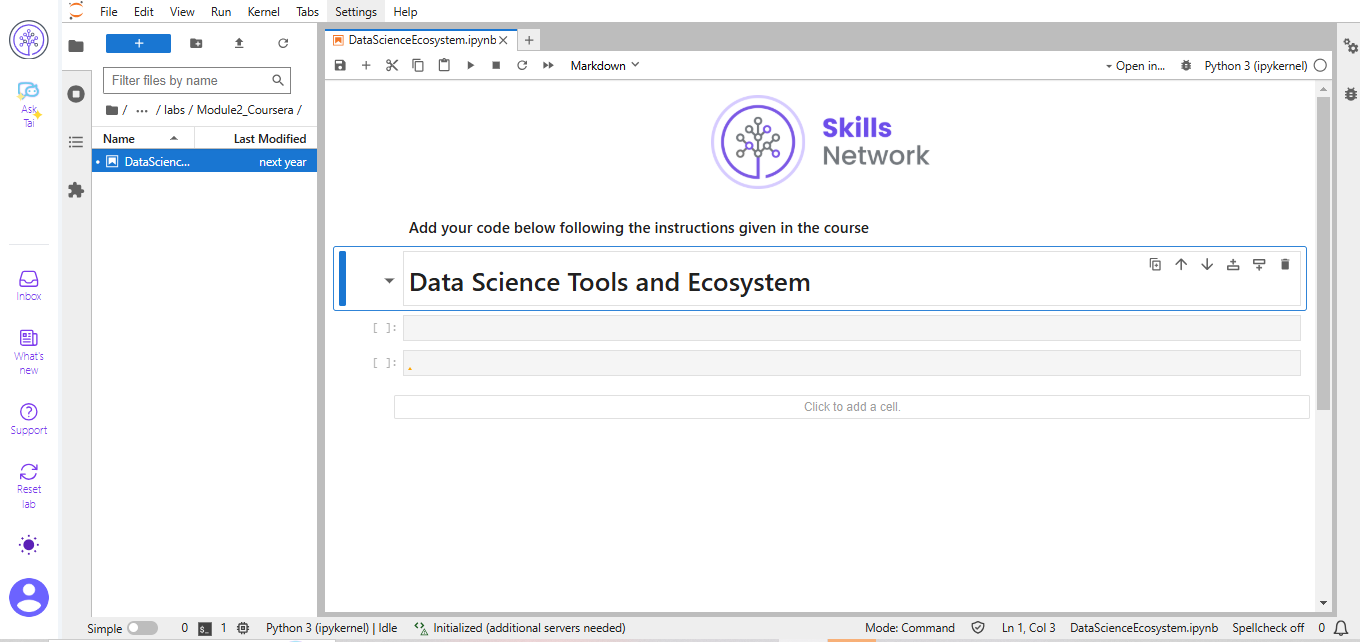 File Edit View Run Kernel Tabs Settings Help
Ask
Tai
Inbox
What's
new
Support
Reset
lab
+
Filter files by name
/ ··· / labs / Module2_Coursera /
Name Last Modified
DataScienc... next year
DataScienceEcosystem.ipynb
Markdown
Open in... Python 3 (ipykernel)
Skills
Network
Add your code below following the instructions given in the course
Data Science Tools and Ecosystem
[ ]:
[ ]:
Click to add a cell.
Simple 0 1 Python 3 (ipykernel) | Idle Initialized (additional servers needed) Mode: Command Ln 1, Col 3 DataScienceEcosystem.ipynb Spellcheck off 0